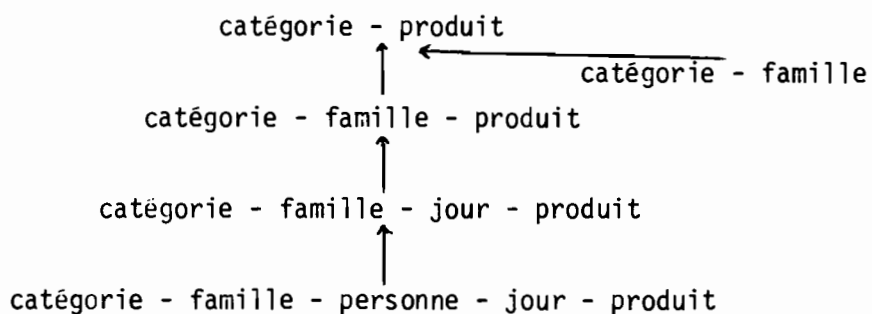 catégorie - produit
catégorie - famille
catégorie - famille - produit
catégorie - famille - jour - produit
catégorie - famille - personne - jour - produit